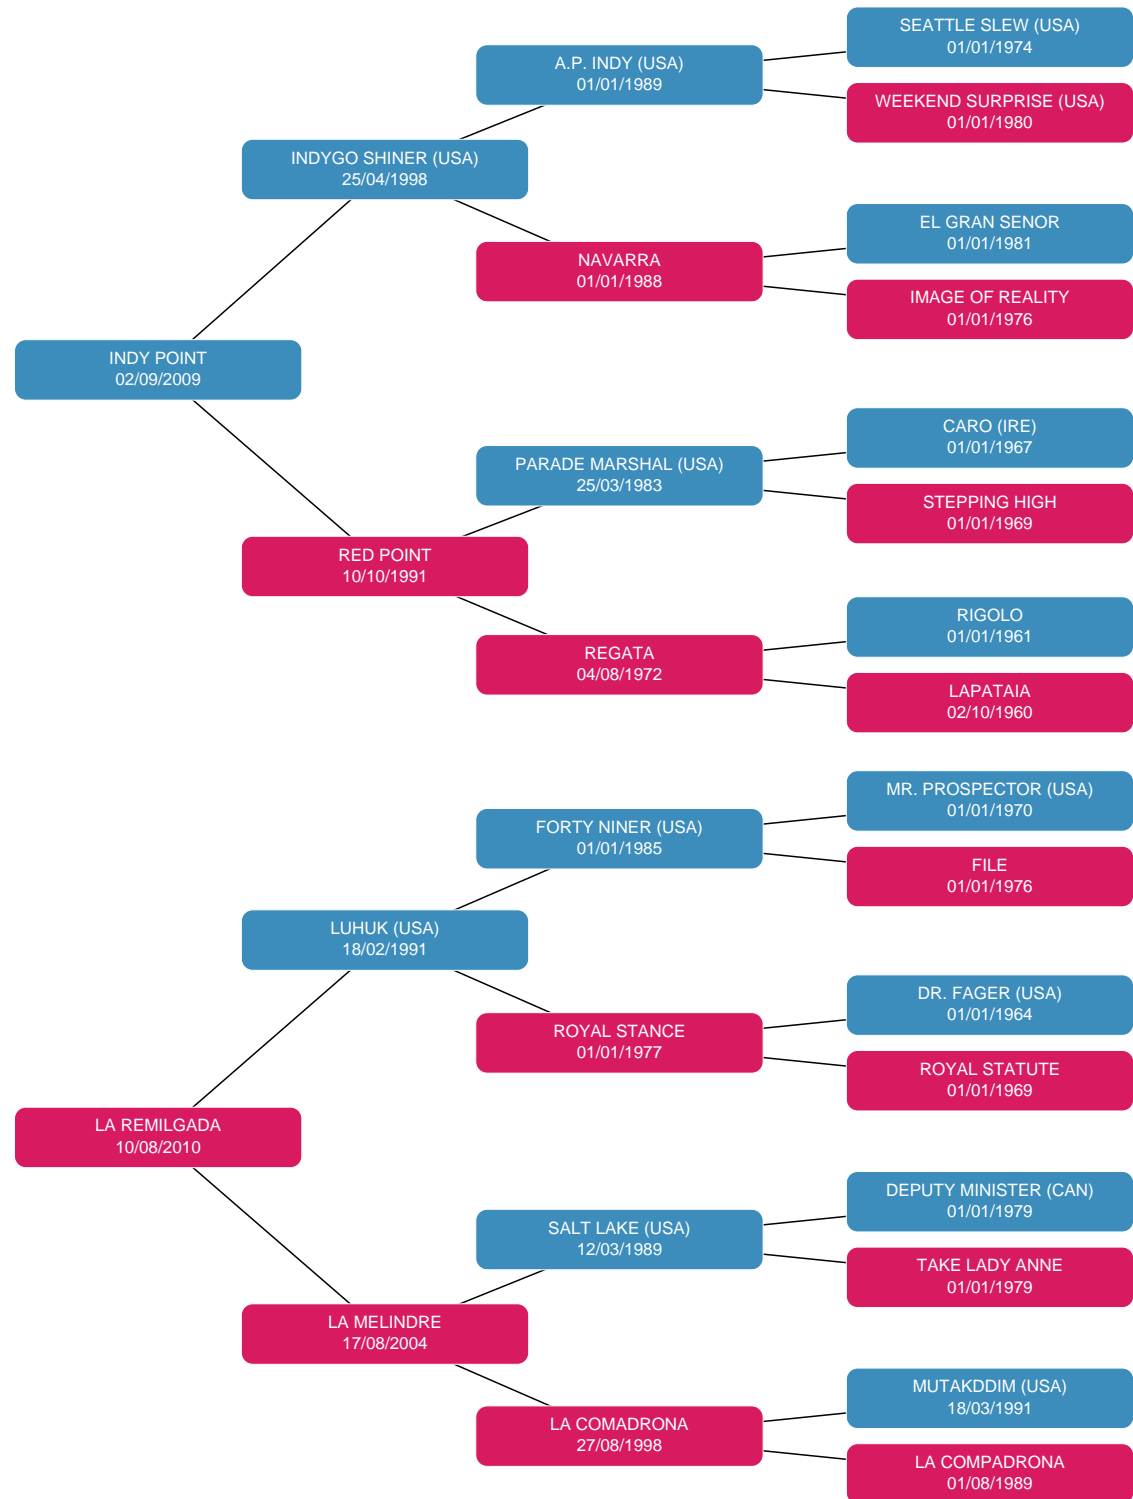 SEATTLE SLEW (USA)
01/01/1974
A.P. INDY (USA)
01/01/1989
WEEKEND SURPRISE (USA)
01/01/1980
INDYGO SHINER (USA)
25/04/1998
EL GRAN SENOR
01/01/1981
NAVARRA
01/01/1988
IMAGE OF REALITY
01/01/1976
INDY POINT
02/09/2009
CARO (IRE)
01/01/1967
PARADE MARSHAL (USA)
25/03/1983
STEPPING HIGH
01/01/1969
RED POINT
10/10/1991
RIGOLO
01/01/1961
REGATA
04/08/1972
LAPATAIA
02/10/1960
MR. PROSPECTOR (USA)
01/01/1970
FORTY NINER (USA)
01/01/1985
FILE
01/01/1976
LUHUK (USA)
18/02/1991
DR. FAGER (USA)
01/01/1964
ROYAL STANCE
01/01/1977
ROYAL STATUTE
01/01/1969
LA REMILGADA
10/08/2010
DEPUTY MINISTER (CAN)
01/01/1979
SALT LAKE (USA)
12/03/1989
TAKE LADY ANNE
01/01/1979
LA MELINDRE
17/08/2004
MUTAKDDIM (USA)
18/03/1991
LA COMADRONA
27/08/1998
LA COMPADRONA
01/08/1989